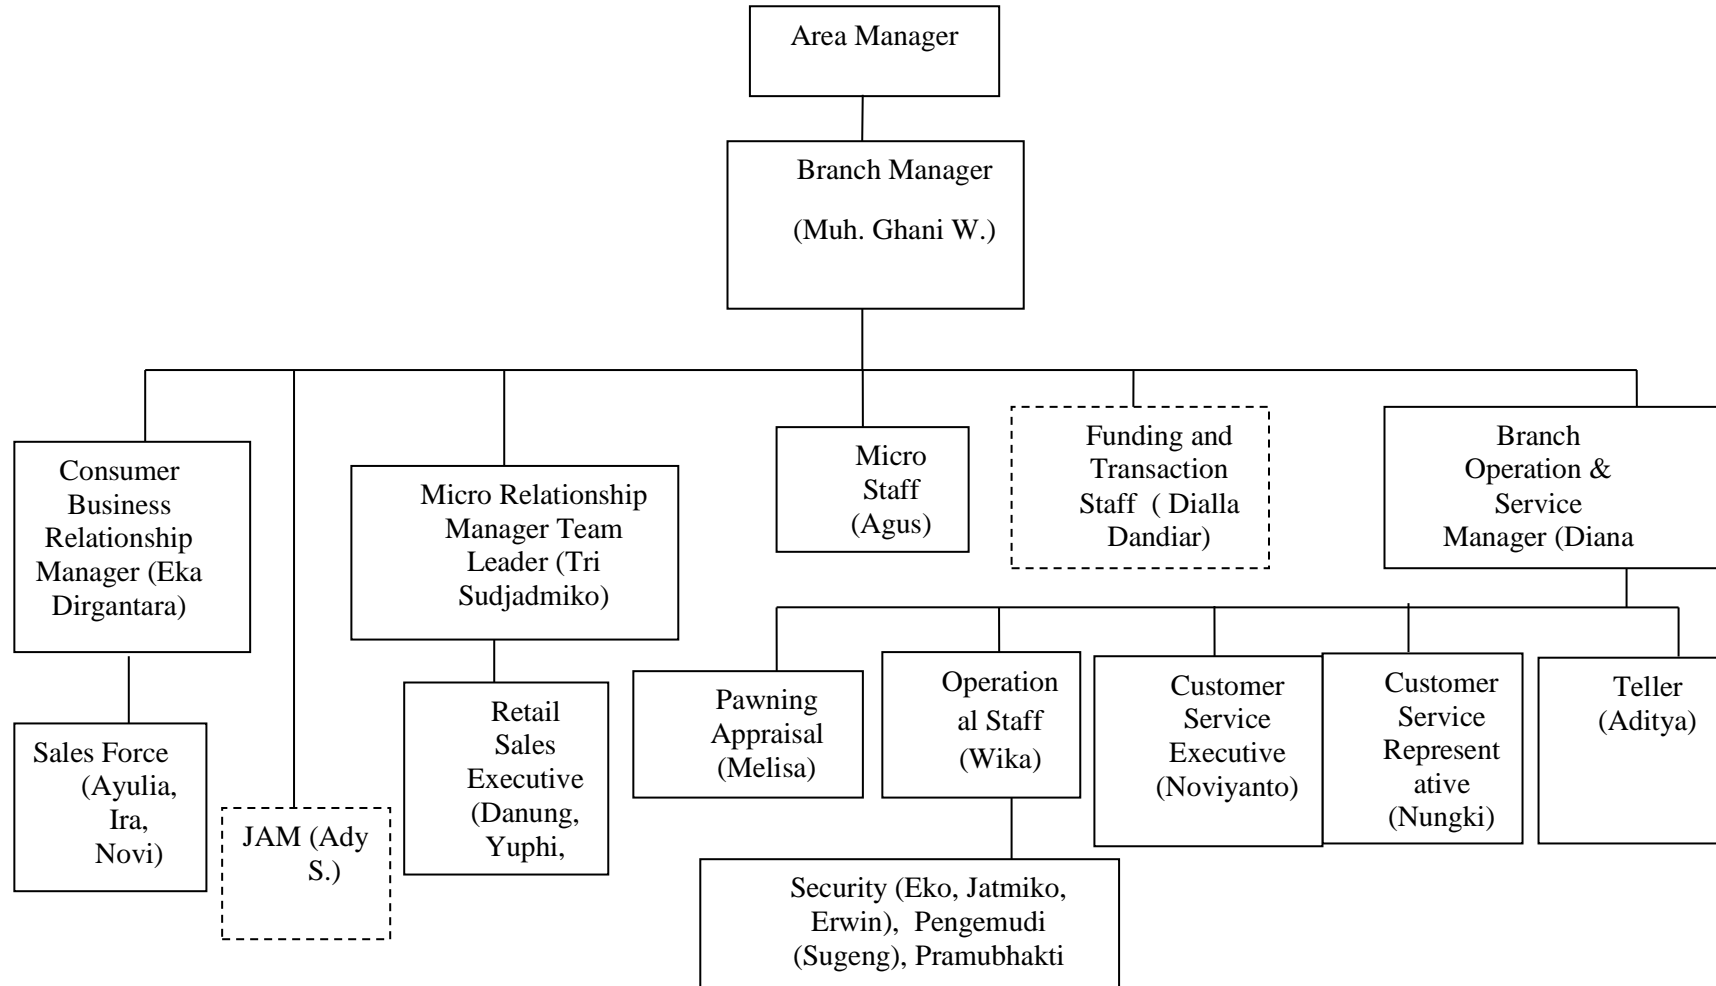 Area Manager
Branch Manager
(Muh. Ghani W.)
Consumer
Business
Relationship
Manager (Eka
Dirgantara)
Micro Relationship
Manager Team
Leader (Tri
Sudjadmiko)
Micro
Staff
(Agus)
Funding and
Transaction
Staff ( Dialla
Dandiar)
Branch
Operation &
Service
Manager (Diana
Sales Force
(Ayulia,
Ira,
Novi)
JAM (Ady
S.)
Retail
Sales
Executive
(Danung,
Yuphi,
Pawning
Appraisal
(Melisa)
Operation
al Staff
(Wika)
Customer
Service
Executive
(Noviyanto)
Customer
Service
Represent
ative
(Nungki)
Teller
(Aditya)
Security (Eko, Jatmiko,
Erwin), Pengemudi
(Sugeng), Pramubhakti